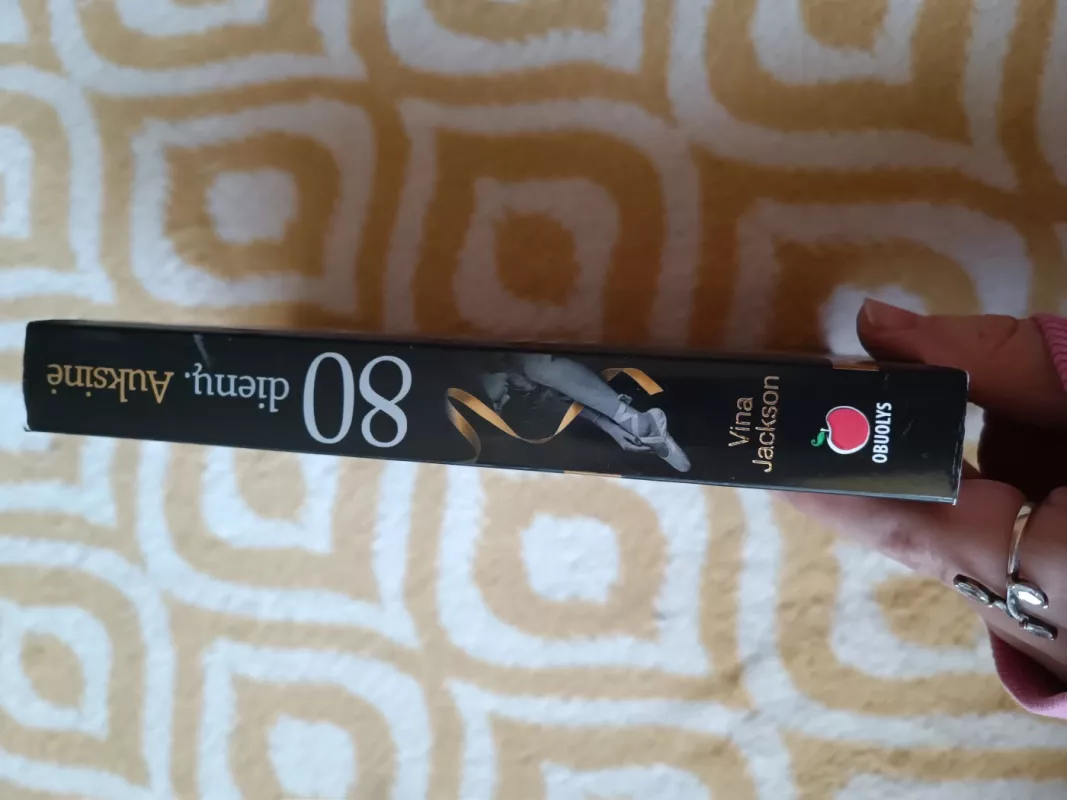 80 dienų. Auksinė
Vina
Jackson
OBUOLYS